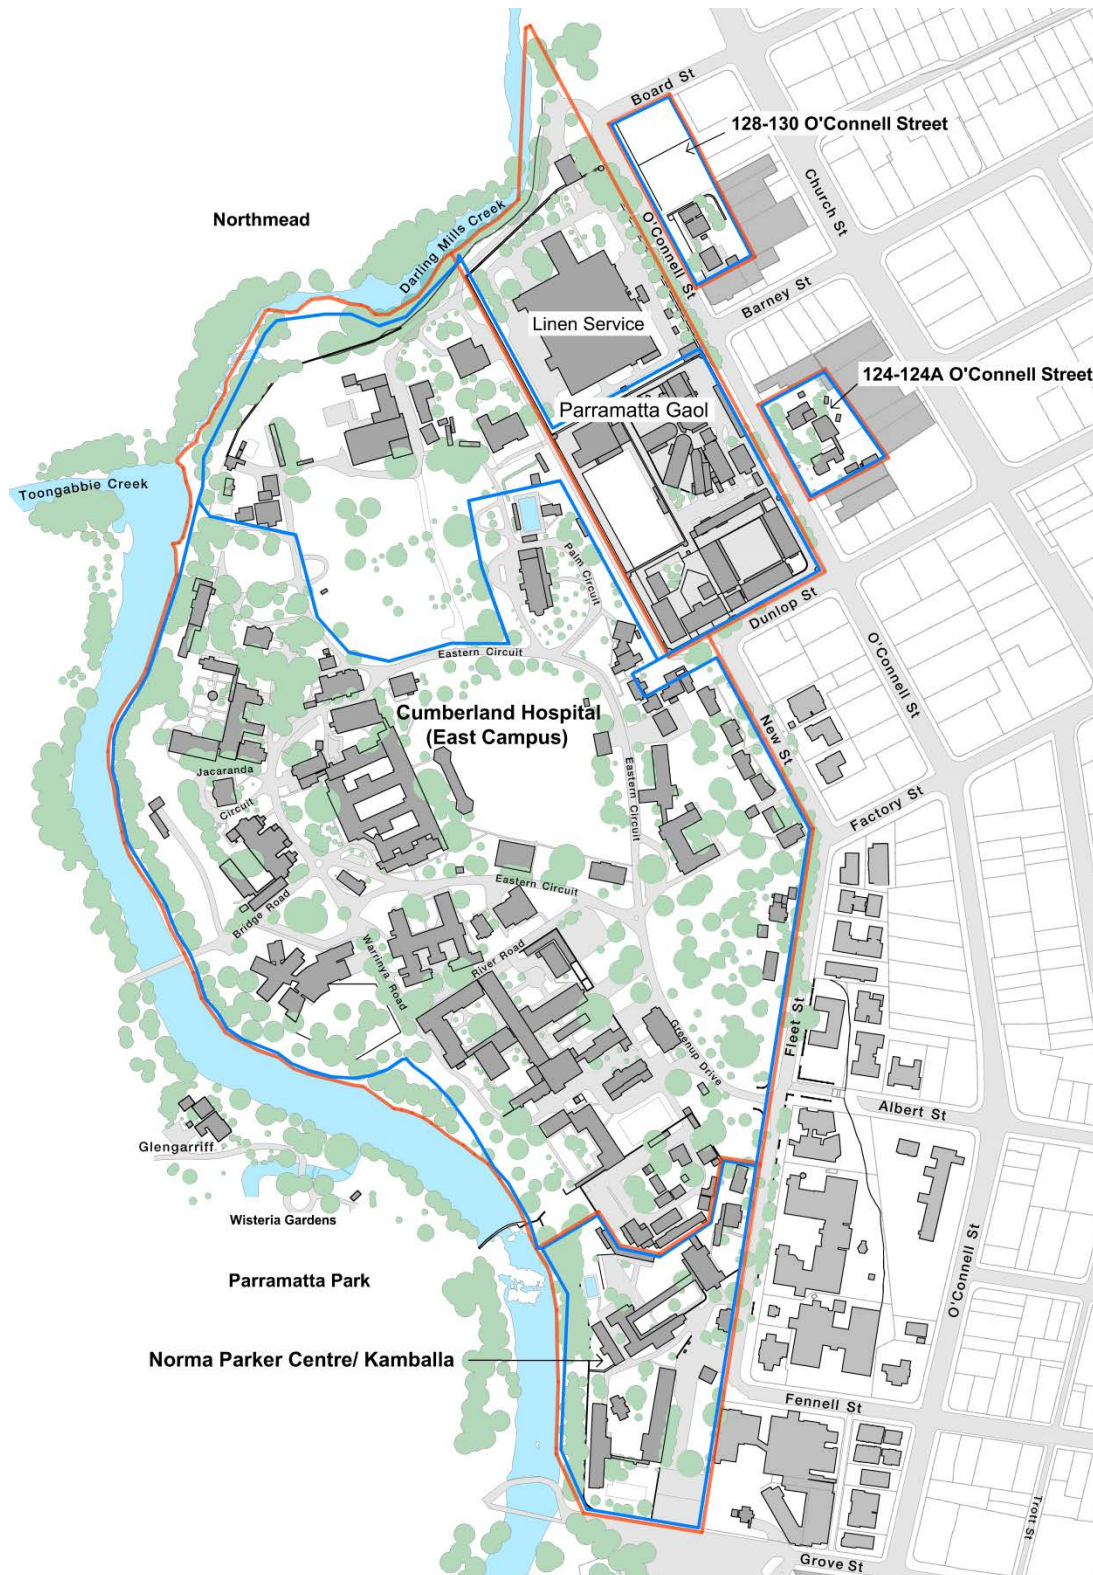 Board St
128-130 O'Connell Street
Church St
Northmead
Darling Mills Creek
O'Connell St
Barney St
Linen Service
124-124A O'Connell Street
Parramatta Gaol
Toongabbie Creek
Palm Circuit
Dunlop St
Eastern Circuit
O'Connell St
Cumberland Hospital
(East Campus)
New St
Jacaranda
Circuit
Eastern Circuit
Factory St
Eastern Circuit
Bridge Road
Warrinya Road
River Road
Fleet St
Greenup Drive
Albert St
Glengarriff
Wisteria Gardens
O'Connell St
Parramatta Park
Norma Parker Centre/ Kamballa
Fennell St
Trott St
Grove St